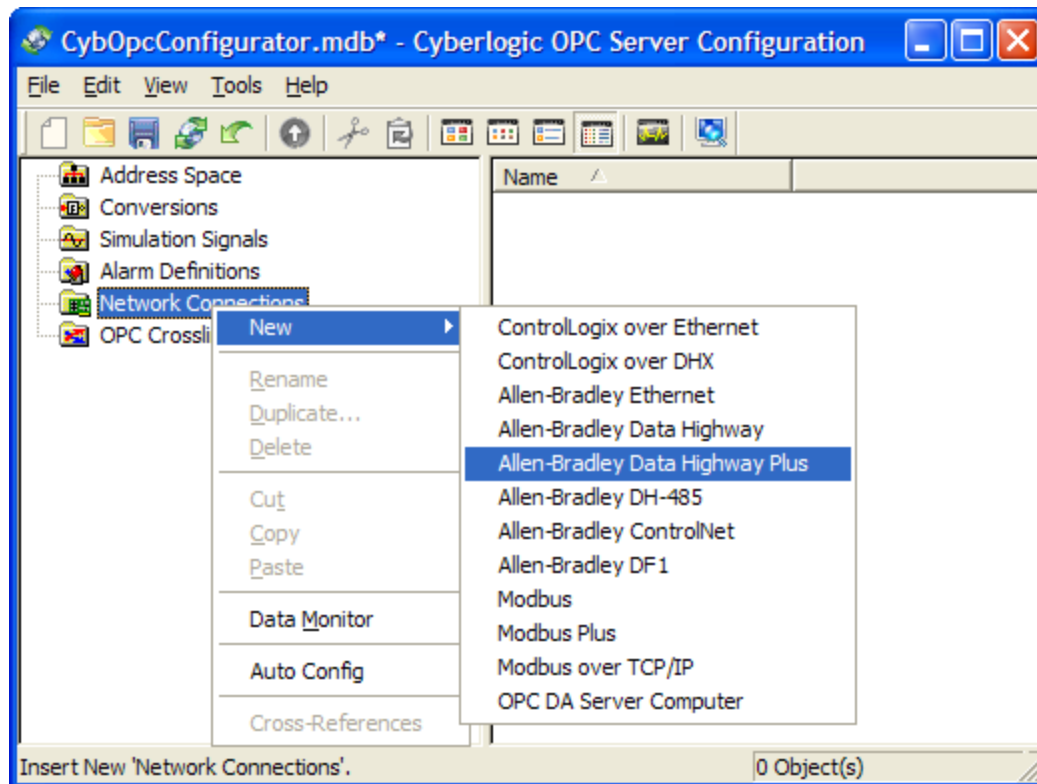 CybOpcConfigurator.mdb* - Cyberlogic OPC Server Configuration
File Edit View Tools Help
Address Space
Conversions
Simulation Signals
Alarm Definitions
Network Connections
OPC Crossli
Name
New
Rename
Duplicate...
Delete
Cut
Copy
Paste
Data Monitor
Auto Config
Cross-References
ControlLogix over Ethernet
ControlLogix over DHX
Allen-Bradley Ethernet
Allen-Bradley Data Highway
Allen-Bradley Data Highway Plus
Allen-Bradley DH-485
Allen-Bradley ControlNet
Allen-Bradley DF1
Modbus
Modbus Plus
Modbus over TCP/IP
OPC DA Server Computer
Insert New 'Network Connections'.
0 Object(s)